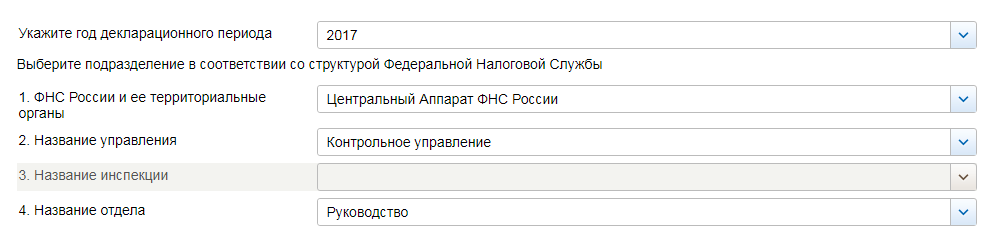 Укажите год декларационного периода
2017
Выберите подразделение в соответствии со структурой Федеральной Налоговой Службы
1. ФНС России и ее территориальные
органы
Центральный Аппарат ФНС России
2. Название управления
Контрольное управление
3. Название инспекции
4. Название отдела
Руководство